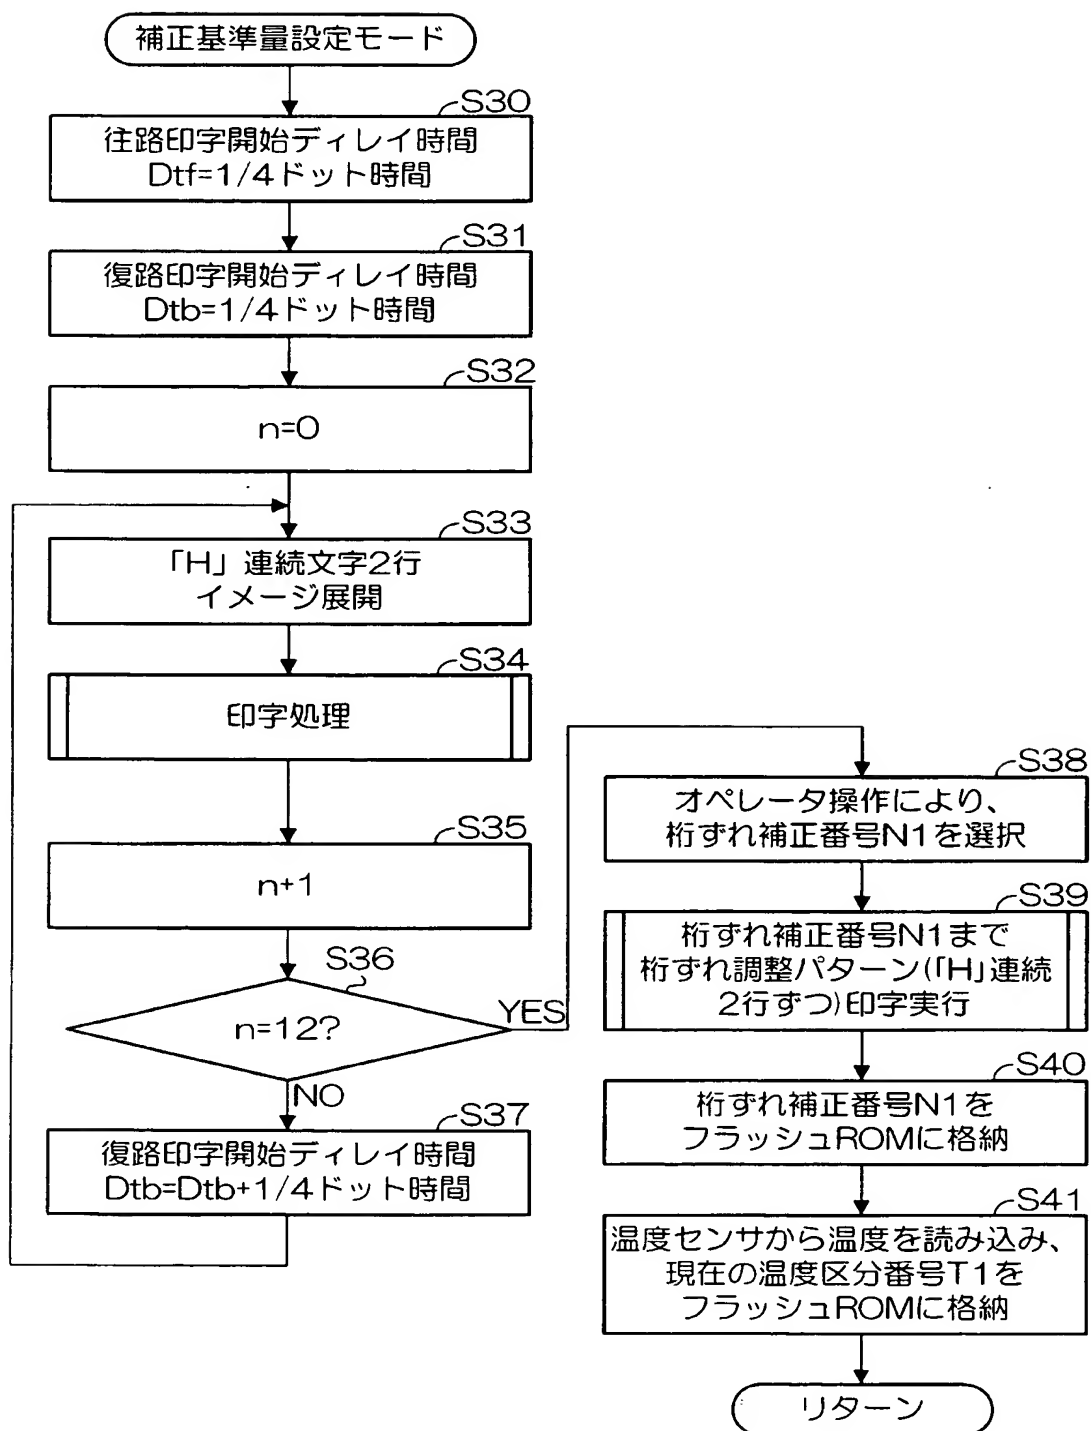 補正基準量設定モード
S30
往路印字開始ディレイ時間
Dtf=1/4ドット時間
S31
復路印字開始ディレイ時間
Dtb=1/4ドット時間
S32
n=0
S33
「H」連続文字2行
イメージ展開
S34
印字処理
S35
n+1
S36
n=12?
YES
NO
S37
復路印字開始ディレイ時間
Dtb=Dtb+1/4ドット時間
S38
オペレータ操作により、
桁ずれ補正番号N1を選択
S39
桁ずれ補正番号N1まで
桁ずれ調整パターン(「H」連続
2行ずつ)印字実行
S40
桁ずれ補正番号N1を
フラッシュROMに格納
S41
温度センサから温度を読み込み、
現在の温度区分番号T1を
フラッシュROMに格納
リターン